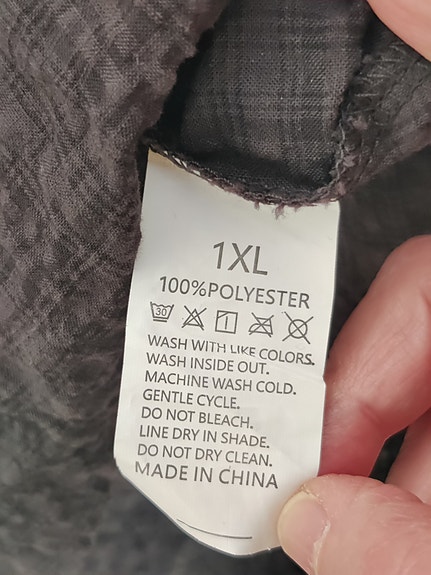 1XL
100%POLYESTER
30
WASH WITH LIKE COLORS.
WASH INSIDE OUT.
MACHINE WASH COLD.
GENTLE CYCLE.
DO NOT BLEACH.
LINE DRY IN SHADE.
DO NOT DRY CLEAN.
MADE IN CHINA